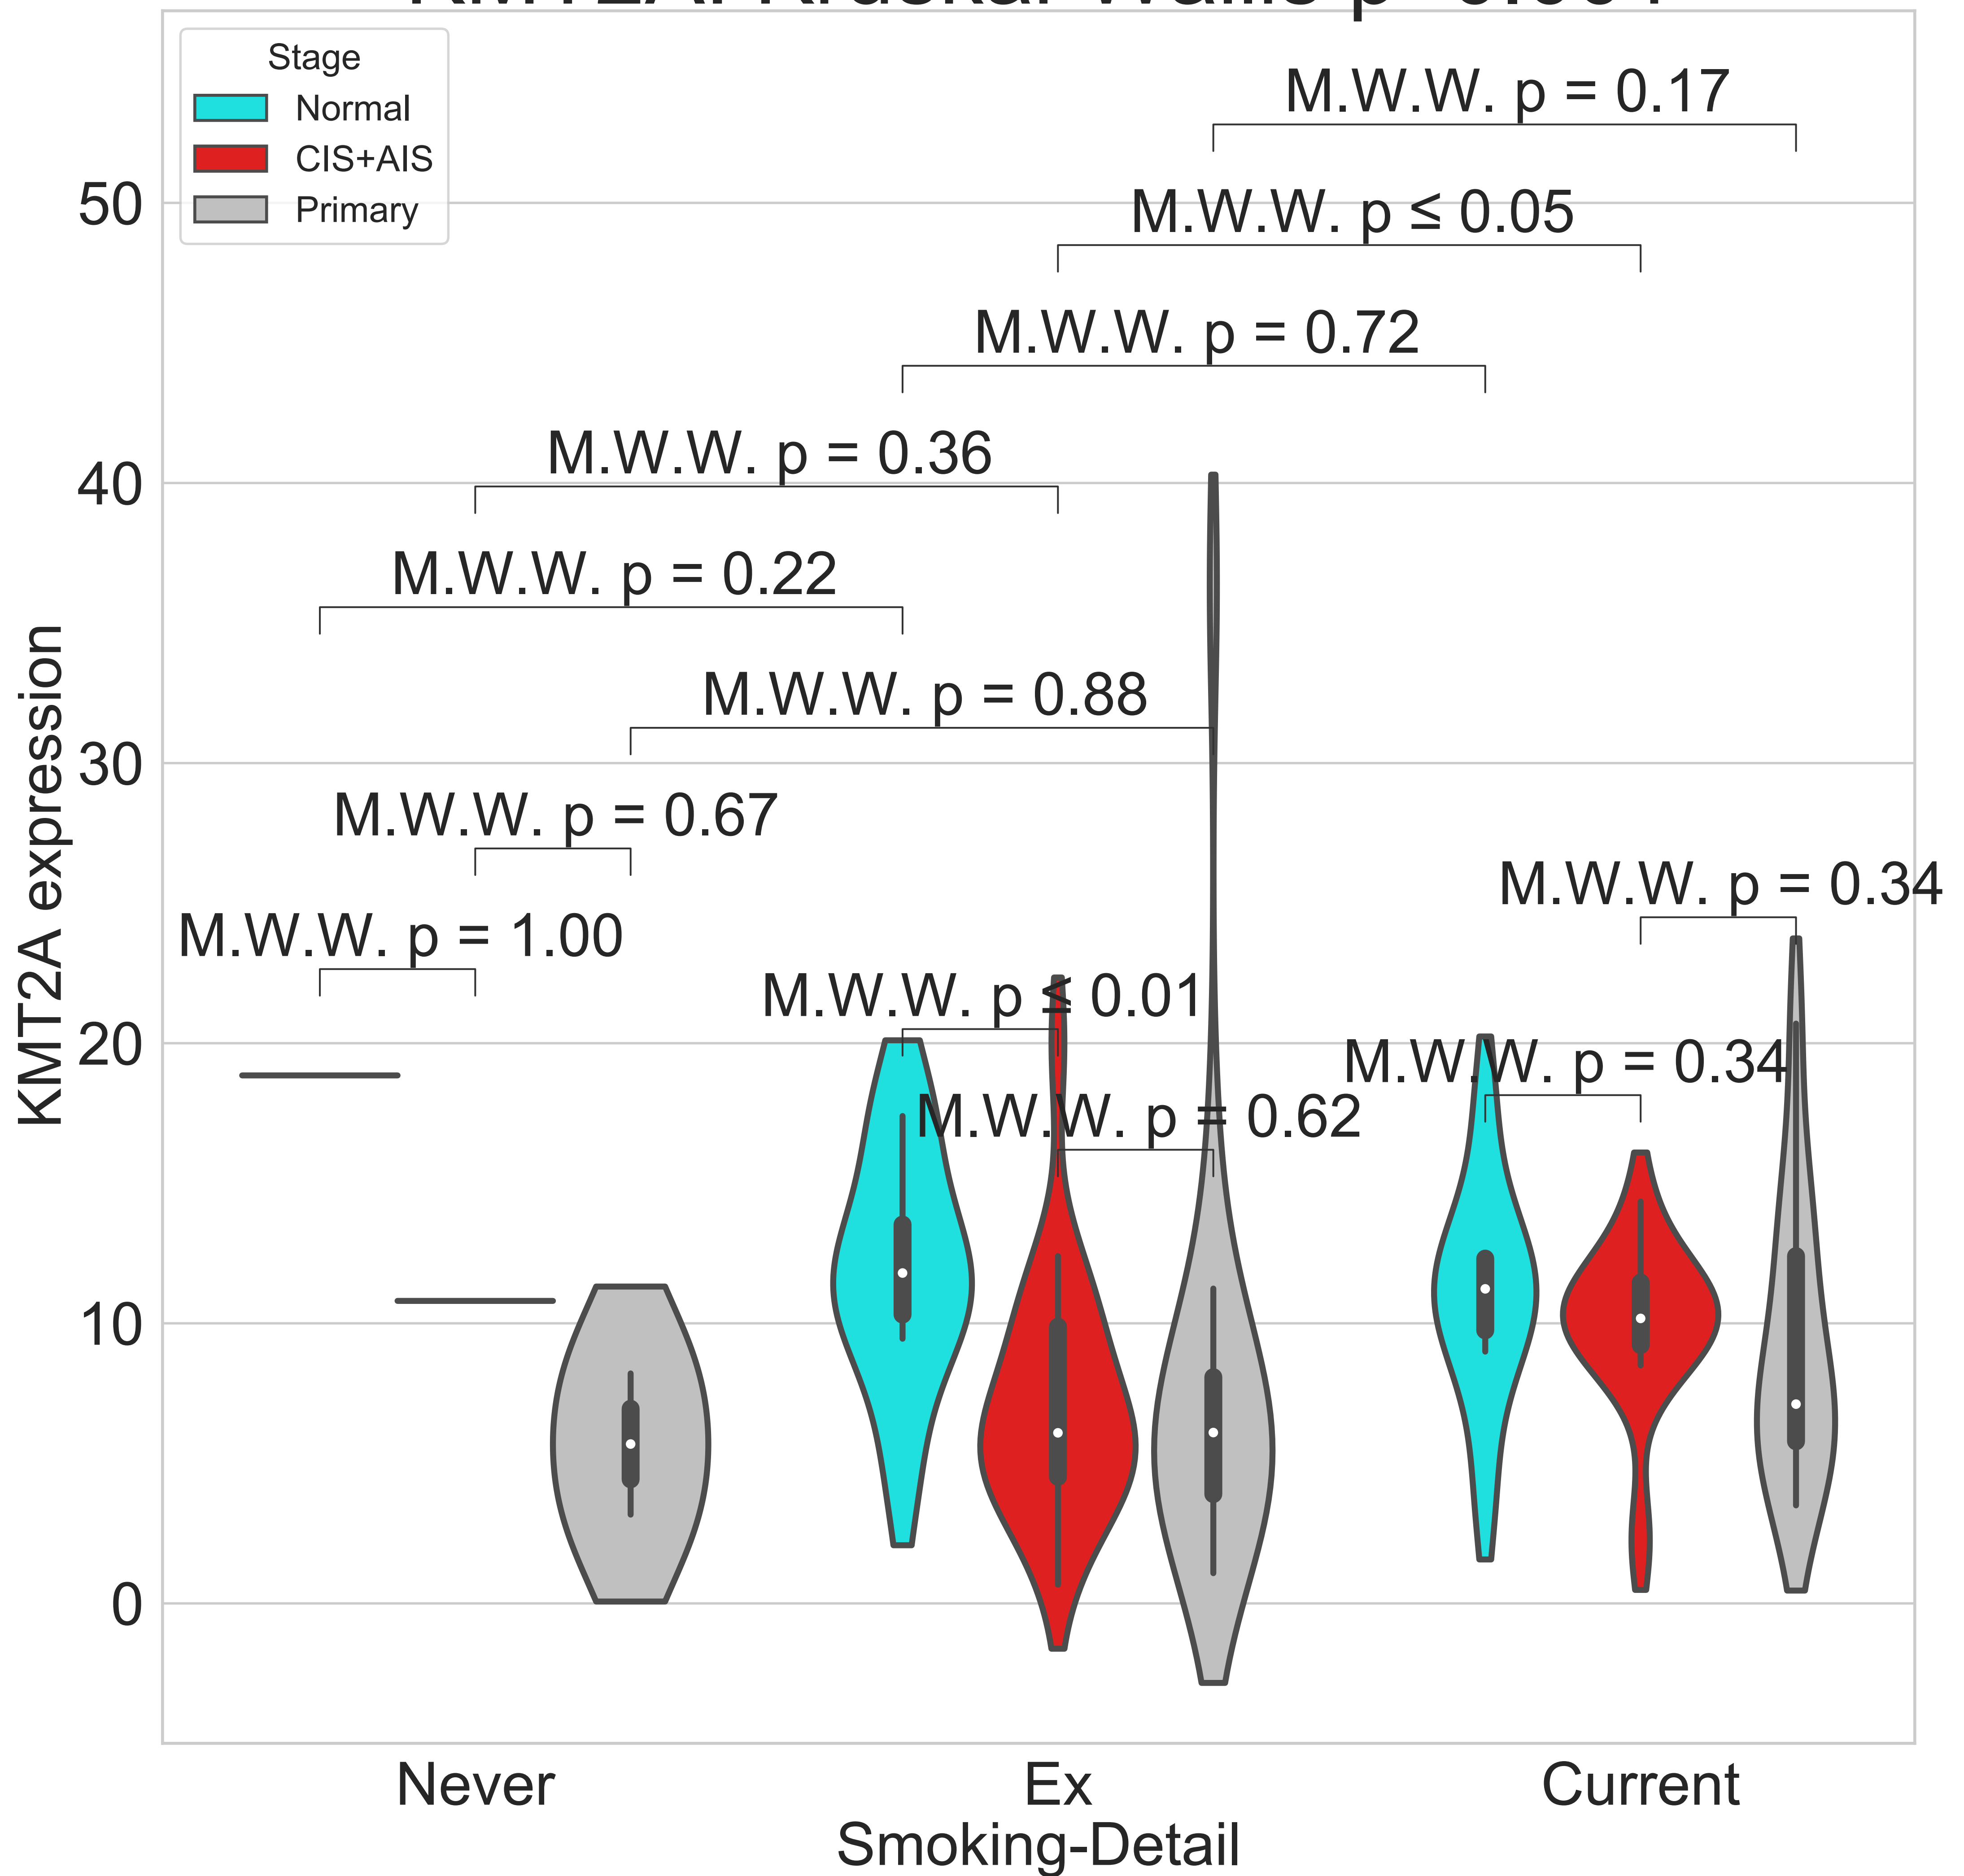 Stage
Normal
CIS+AIS
Primary
M.W.W. p = 0.17
M.W.W. p ≤ 0.05
M.W.W. p = 0.72
M.W.W. p = 0.36
M.W.W. p = 0.22
M.W.W. p = 0.88
M.W.W. p = 0.67
M.W.W. p = 0.34
M.W.W. p = 1.00
M.W.W. p ≤ 0.01
M.W.W. p = 0.34
M.W.W. p = 0.62
KMT2A expression
50
40
30
20
10
0
Never
Ex
Current
Smoking-Detail